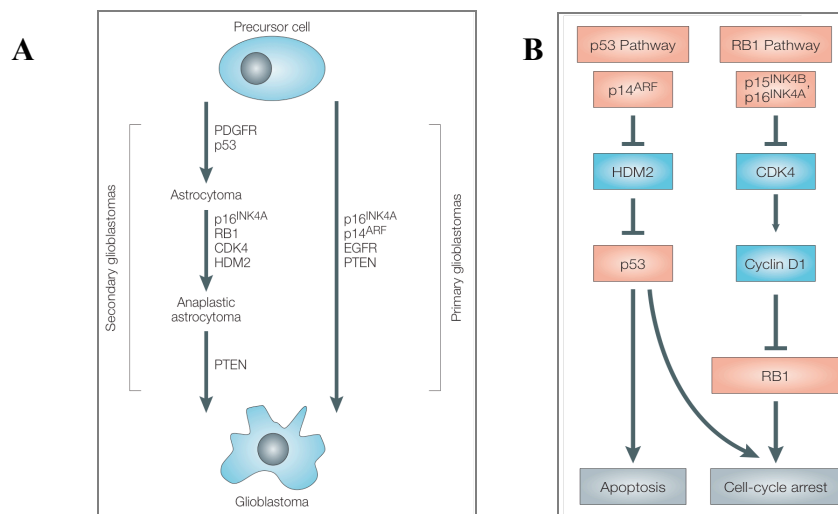 A
Precursor cell
PDGFR
p53
Astrocytoma
p16INK4A
RB1
CDK4
HDM2
Anaplastic
astrocytoma
PTEN
Secondary glioblastomas
p16INK4A
p14ARF
EGFR
PTEN
Primary glioblastomas
Glioblastoma
B
p53 Pathway
RB1 Pathway
p14ARF
p15INK4B,
p16INK4A
HDM2
CDK4
p53
Cyclin D1
RB1
Apoptosis
Cell-cycle arrest